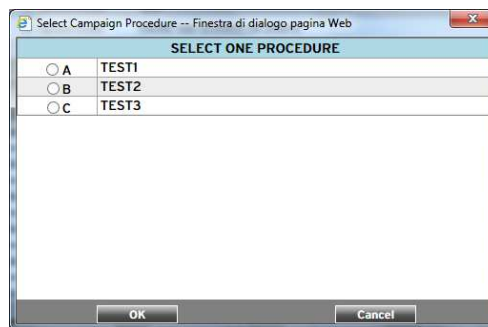 Select Campaign Procedure -- Finestra di dialogo pagina Web
SELECT ONE PROCEDURE
A TEST1
B TEST2
C TEST3
OK Cancel